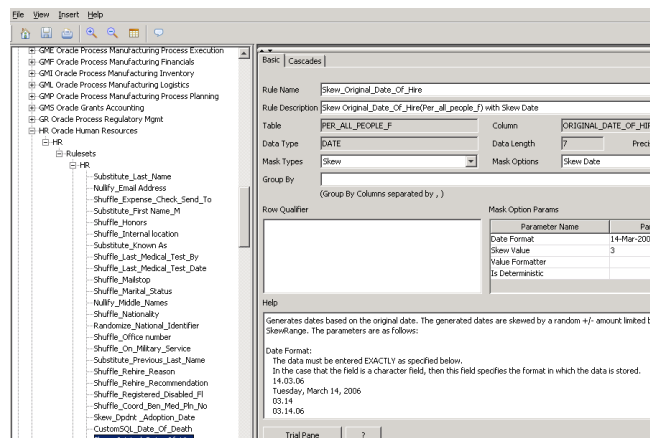 File View Insert Help
GME Oracle Process Manufacturing Process Execution
GMF Oracle Process Manufacturing Financials
GMI Oracle Process Manufacturing Inventory
GML Oracle Process Manufacturing Logistics
GMP Oracle Process Manufacturing Process Planning
GMS Oracle Grants Accounting
GR Oracle Process Regulatory Mgmt
HR Oracle Human Resources
HR
Rulesets
HR
Substitute_Last_Name
Nullify_Email Address
Shuffle_Expense_Check_Send_To
Substitute_First Name_M
Shuffle_Honors
Shuffle_Internal location
Substitute_Known As
Shuffle_Last_Medical_Test_By
Shuffle_Last_Medical_Test_Date
Shuffle_Mailstop
Shuffle_Marital_Status
Nullify_Middle_Names
Shuffle_Nationality
Randomize_National_Identifier
Shuffle_Office number
Shuffle_On_Military_Service
Substitute_Previous_Last_Name
Shuffle_Rehire_Reason
Shuffle_Rehire_Recommendation
Shuffle_Registered_Disabled_Fl
Shuffle_Coord_Ben_Med_Pln_No
Skew_Dpdnt _Adoption_Date
CustomSQL_Date_Of_Death
Basic Cascades
Rule Name Skew_Original_Date_Of_Hire
Rule Description Skew Original_Date_Of_Hire(Per_all_people_f) with Skew Date
Table PER_ALL_PEOPLE_F Column ORIGINAL_DATE_OF_HIR
Data Type DATE Data Length 7 Preci
Mask Types Skew Mask Options Skew Date
Group By
(Group By Columns separated by , )
Row Qualifier Mask Option Params
Parameter Name Pa
Date Format 14-Mar-200
Skew Value 3
Value Formatter
Is Deterministic
Help
Generates dates based on the original date. The generated dates are skewed by a random +/- amount limited b
SkewRange. The parameters are as follows:
Date Format:
The data must be entered EXACTLY as specified below.
In the case that the field is a character field, then this field specifies the format in which the data is stored.
14.03.06
Tuesday, March 14, 2006
03.14
03.14.06
Trial Pane ?